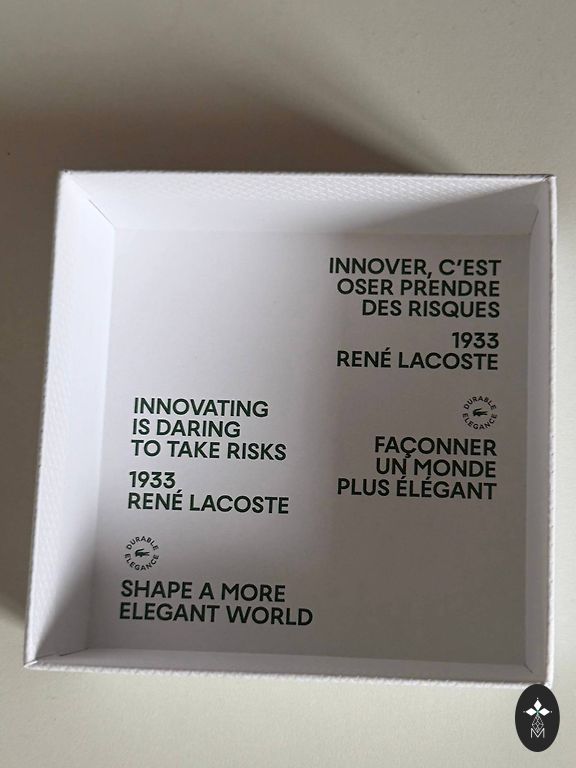 INNOVER, C'EST
OSER PRENDRE
DES RISQUES
1933
RENÉ LACOSTE
DURABLE
ELEGANCE
FAÇONNER
UN MONDE
PLUS ÉLÉGANT
INNOVATING
IS DARING
TO TAKE RISKS
1933
RENÉ LACOSTE
DURABLE
ELEGANCE
SHAPE A MORE
ELEGANT WORLD
M